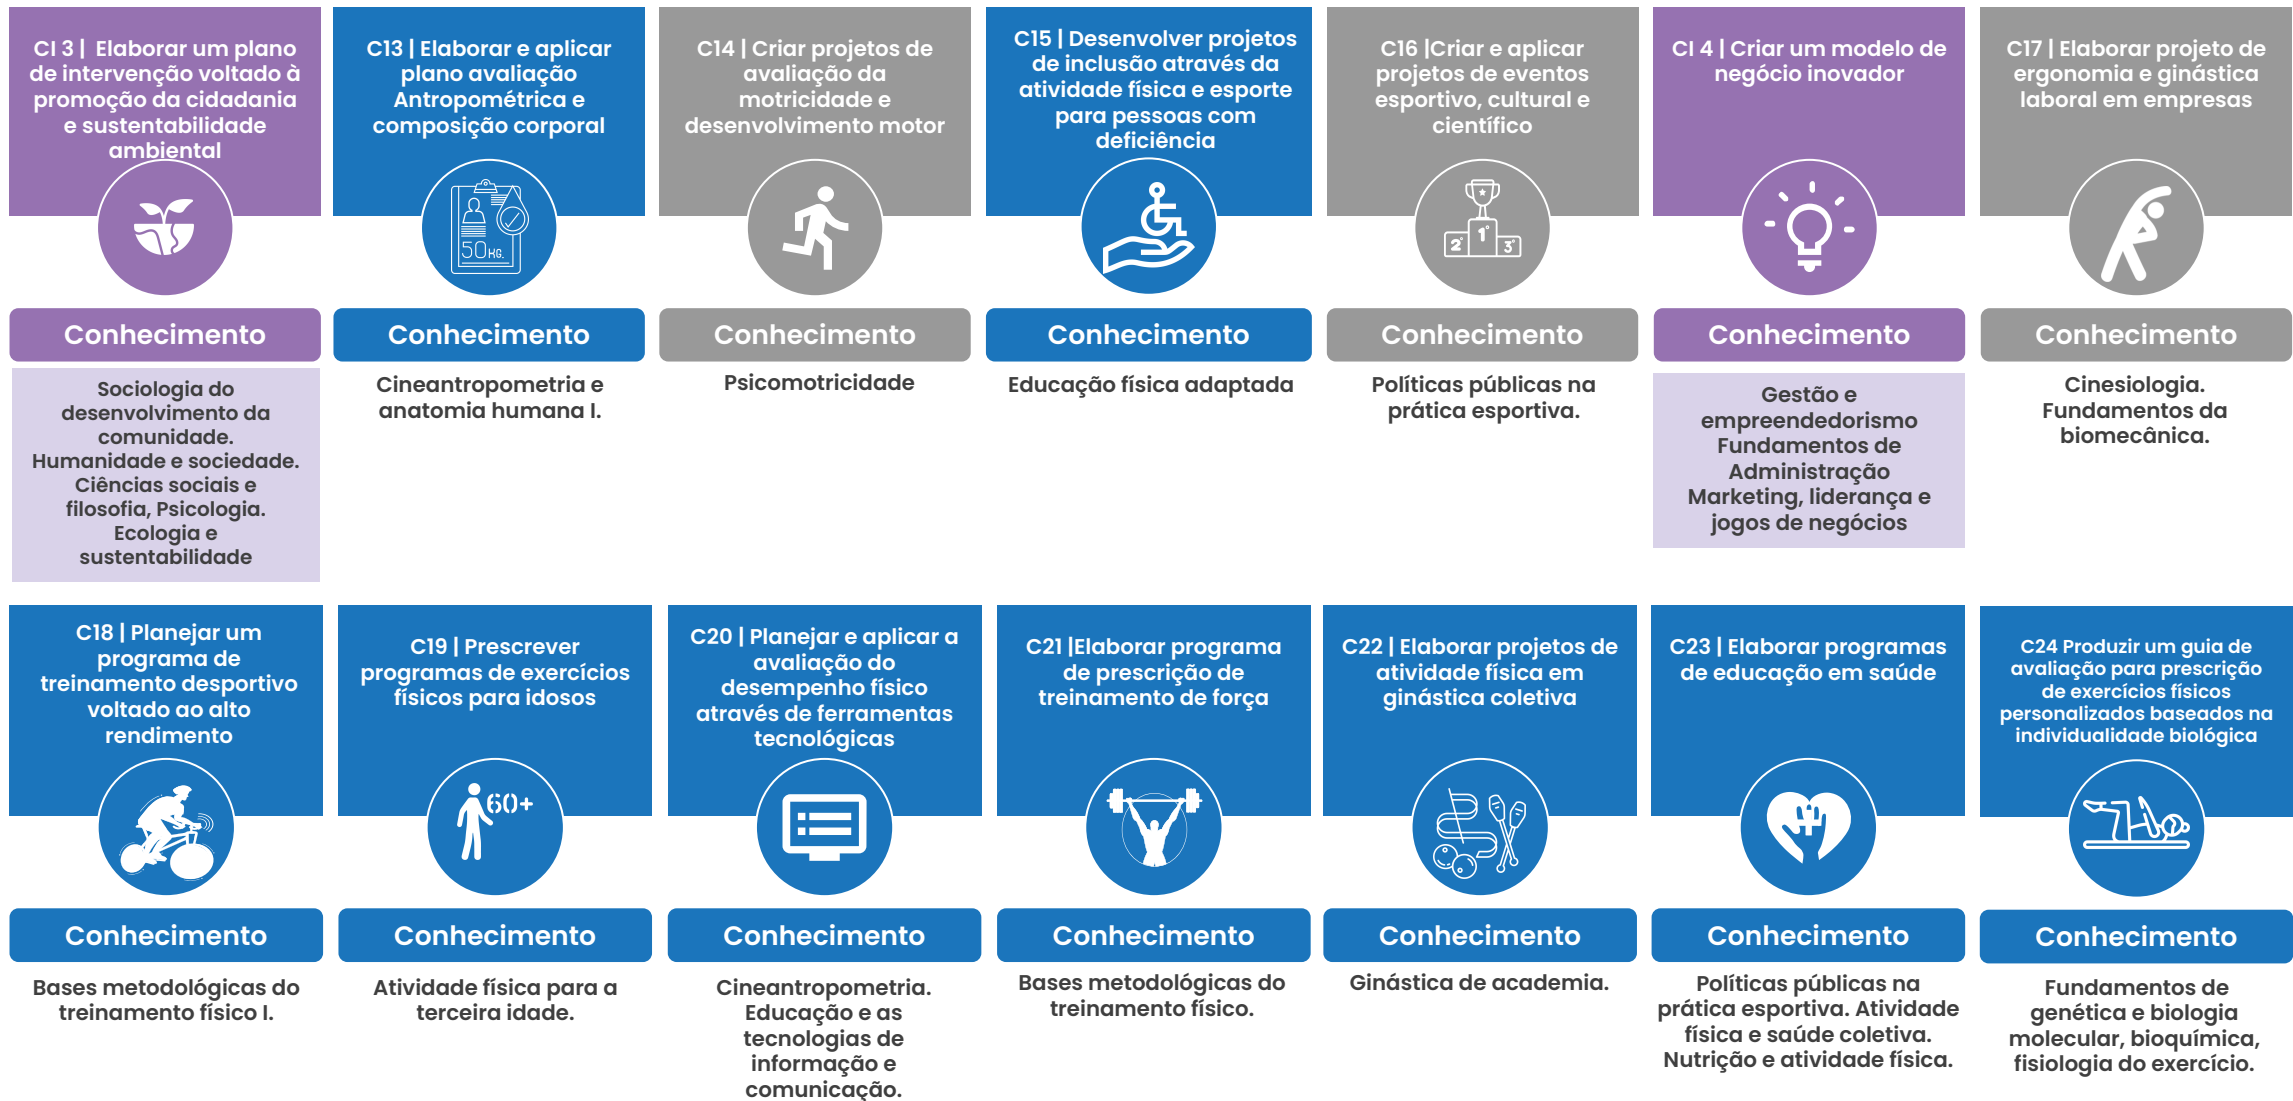 CI 3 | Elaborar um plano
de intervenção voltado à
promoção da cidadania
e sustentabilidade
ambiental
Conhecimento
Sociologia do
desenvolvimento da
comunidade.
Humanidade e sociedade.
Ciências sociais e
filosofia, Psicologia.
Ecologia e
sustentabilidade
C13 | Elaborar e aplicar
plano avaliação
Antropométrica e
composição corporal
50 KG.
Conhecimento
Cineantropometria e
anatomia humana I.
C14 | Criar projetos de
avaliação da
motricidade e
desenvolvimento motor
Conhecimento
Psicomotricidade
C15 | Desenvolver projetos
de inclusão através da
atividade física e esporte
para pessoas com
deficiência
Conhecimento
Educação física adaptada
C16 |Criar e aplicar
projetos de eventos
esportivo, cultural e
científico
2° 1° 3°
Conhecimento
Políticas públicas na
prática esportiva.
CI 4 | Criar um modelo de
negócio inovador
Conhecimento
Gestão e
empreendedorismo
Fundamentos de
Administração
Marketing, liderança e
jogos de negócios
C17 | Elaborar projeto de
ergonomia e ginástica
laboral em empresas
Conhecimento
Cinesiologia.
Fundamentos da
biomecânica.
C18 | Planejar um
programa de
treinamento desportivo
voltado ao alto
rendimento
Conhecimento
Bases metodológicas do
treinamento físico I.
C19 | Prescrever
programas de exercícios
físicos para idosos
60+
Conhecimento
Atividade física para a
terceira idade.
C20 | Planejar e aplicar a
avaliação do
desempenho físico
através de ferramentas
tecnológicas
Conhecimento
Cineantropometria.
Educação e as
tecnologias de
informação e
comunicação.
C21 |Elaborar programa
de prescrição de
treinamento de força
Conhecimento
Bases metodológicas do
treinamento físico.
C22 | Elaborar projetos de
atividade física em
ginástica coletiva
Conhecimento
Ginástica de academia.
C23 | Elaborar programas
de educação em saúde
Conhecimento
Políticas públicas na
prática esportiva. Atividade
física e saúde coletiva.
Nutrição e atividade física.
C24 Produzir um guia de
avaliação para prescrição
de exercícios físicos
personalizados baseados na
individualidade biológica
Conhecimento
Fundamentos de
genética e biologia
molecular, bioquímica,
fisiologia do exercício.